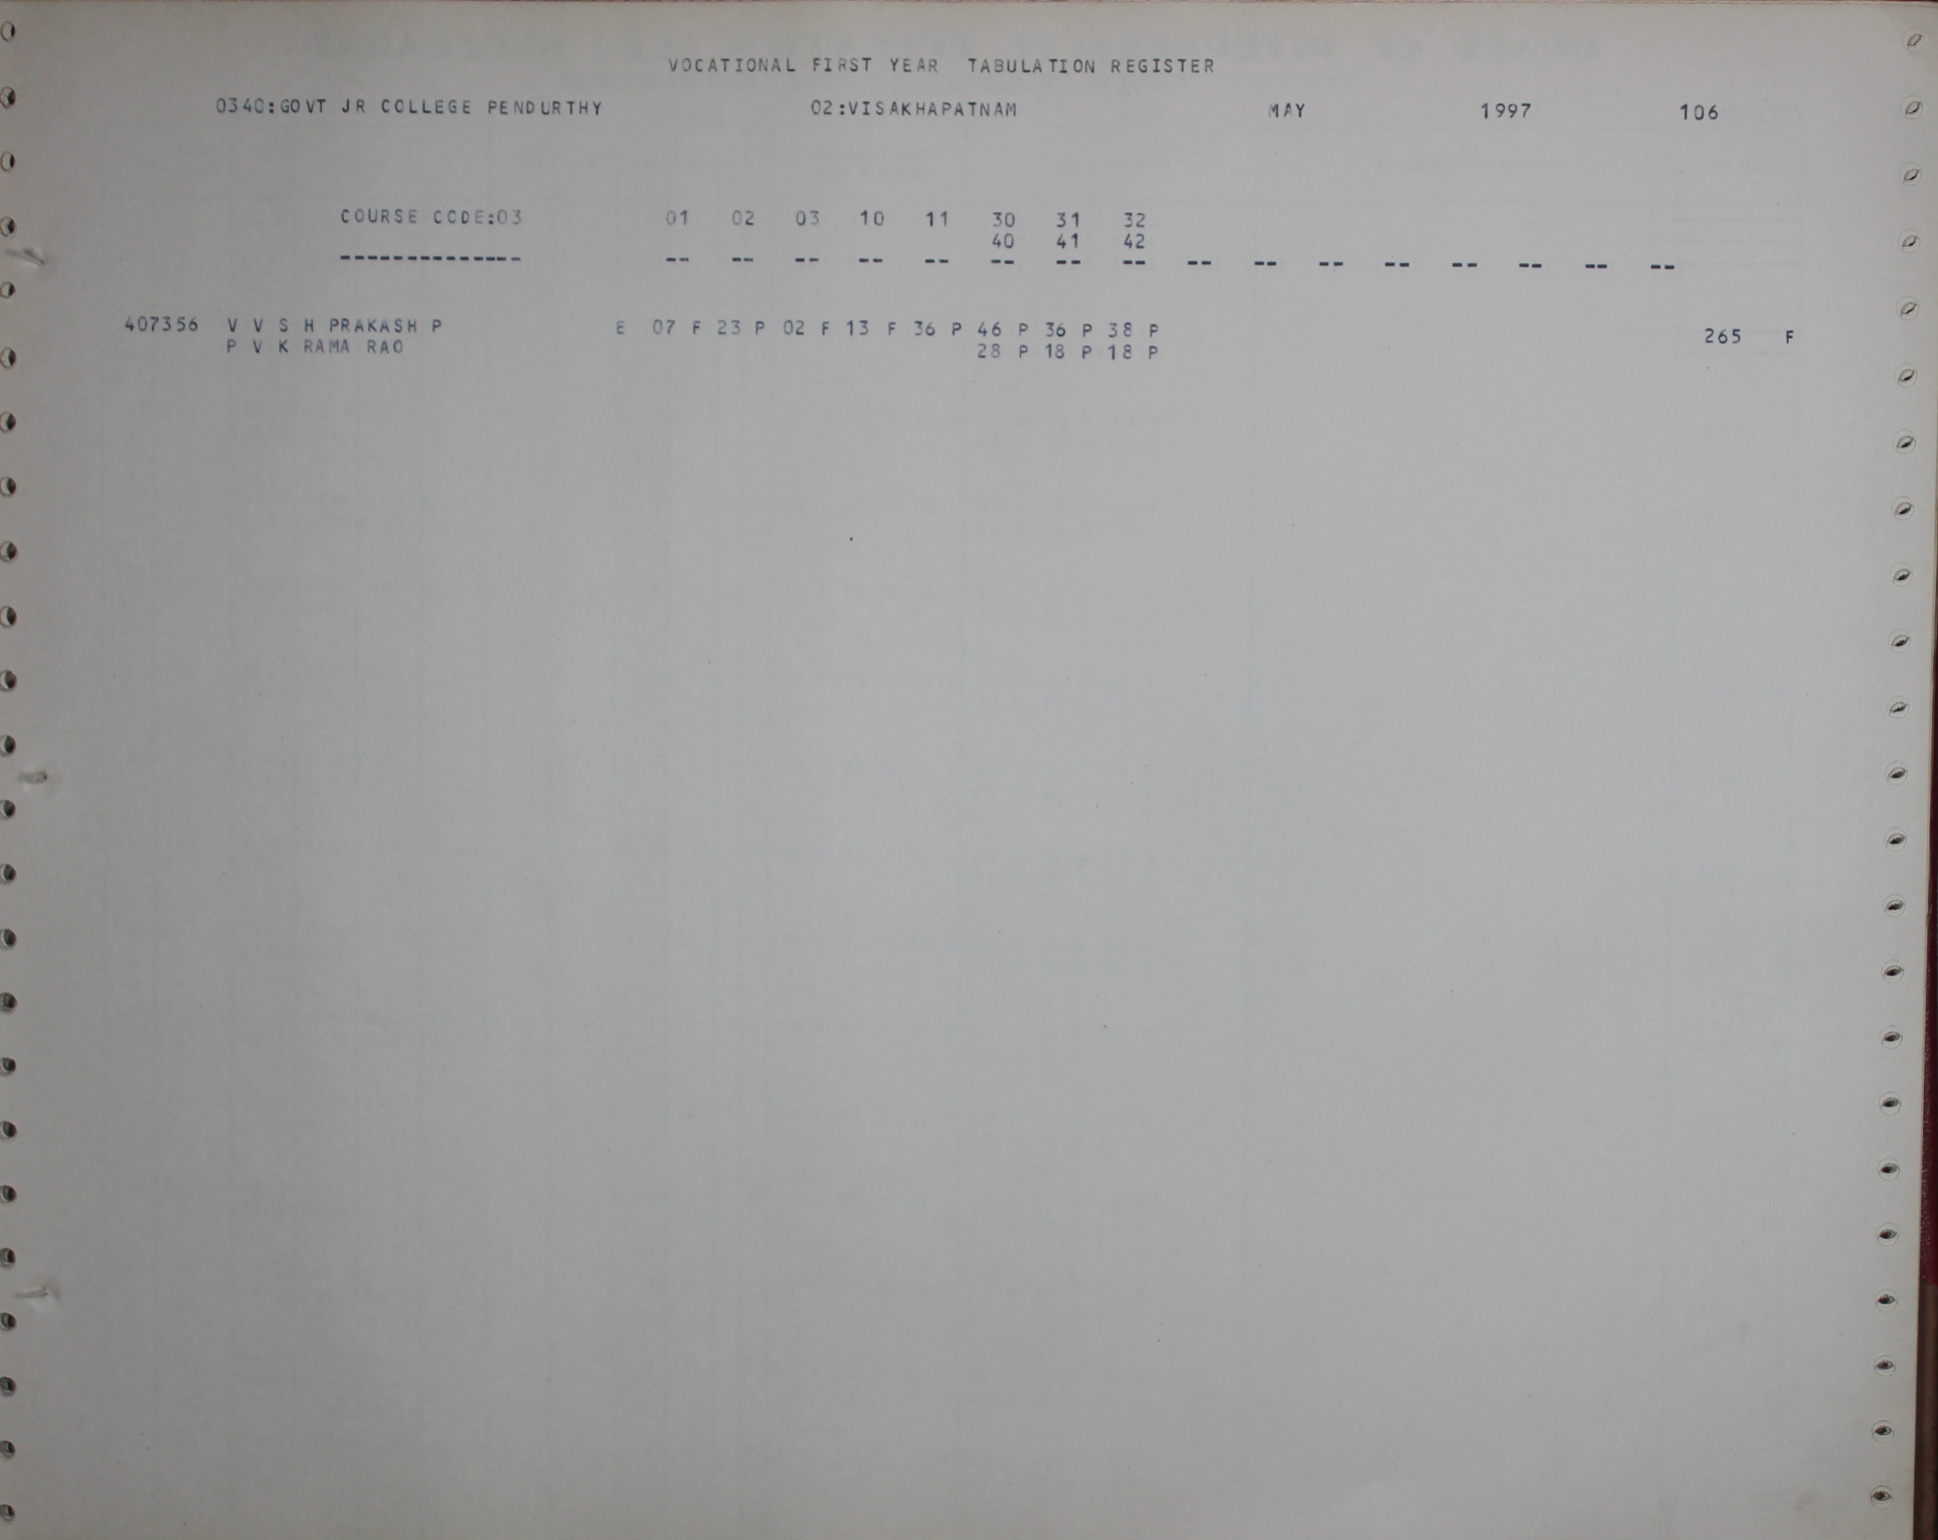 VOCATIONAL FIRST YEAR TABULATION REGISTER
0340:GOVT JR COLLEGE PENDURTHY 02:VISAKHAPATNAM MAY 1997 106
COURSE CODE:03 01 02 03 10 11 30 31 32
40 41 42
-------------- -- -- -- -- -- -- -- -- -- -- -- -- -- -- -- --
407356 V V S H PRAKASH P E 07 F 23 P 02 F 13 F 36 P 46 P 36 P 38 P 265 F
P V K RAMA RAO 28 P 18 P 18 P